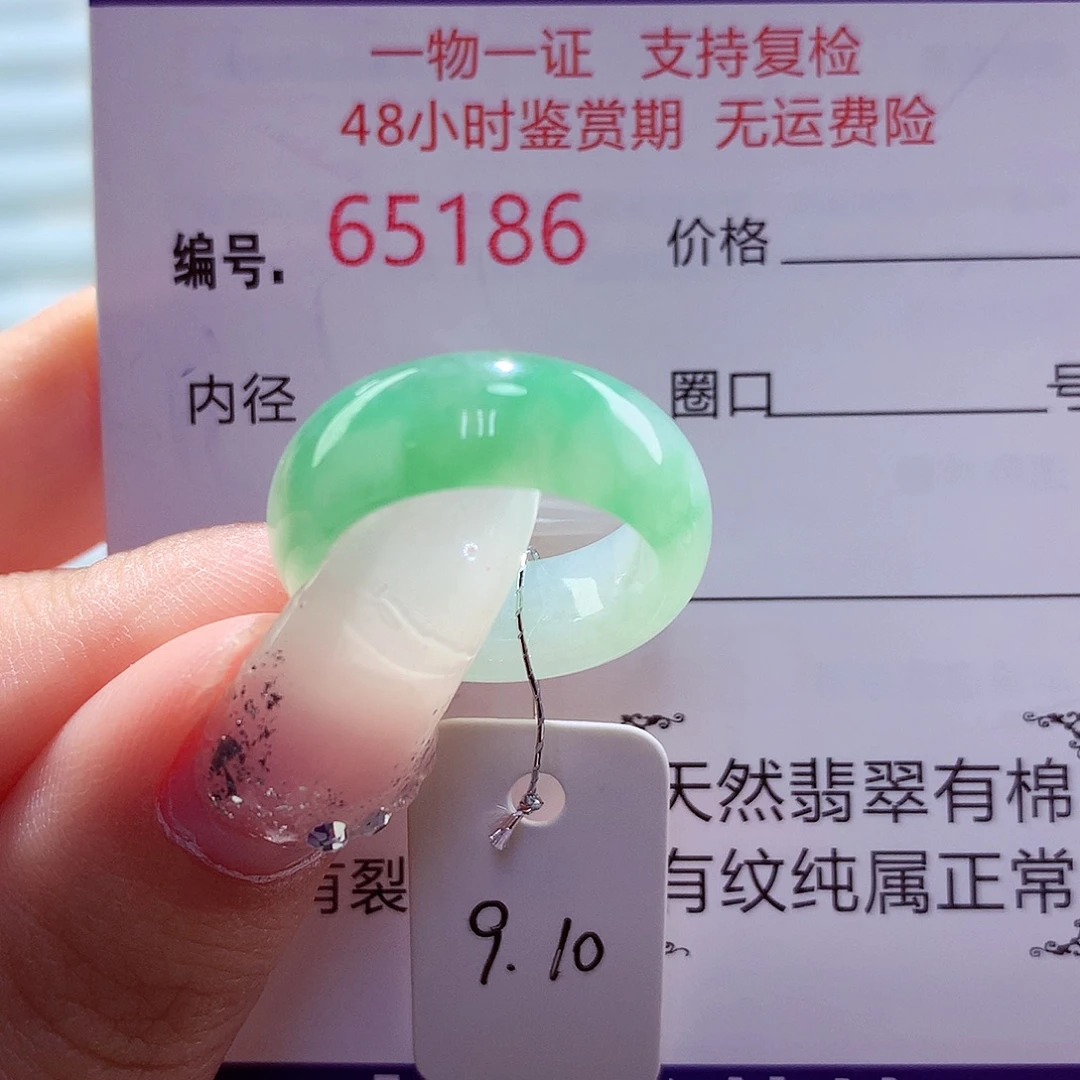 一物一证 支持复检
48小时鉴赏期 无运费险
编号. 65186 价格
内径 圈口 号
天然翡翠有棉
有裂 有纹纯属正常
9.10